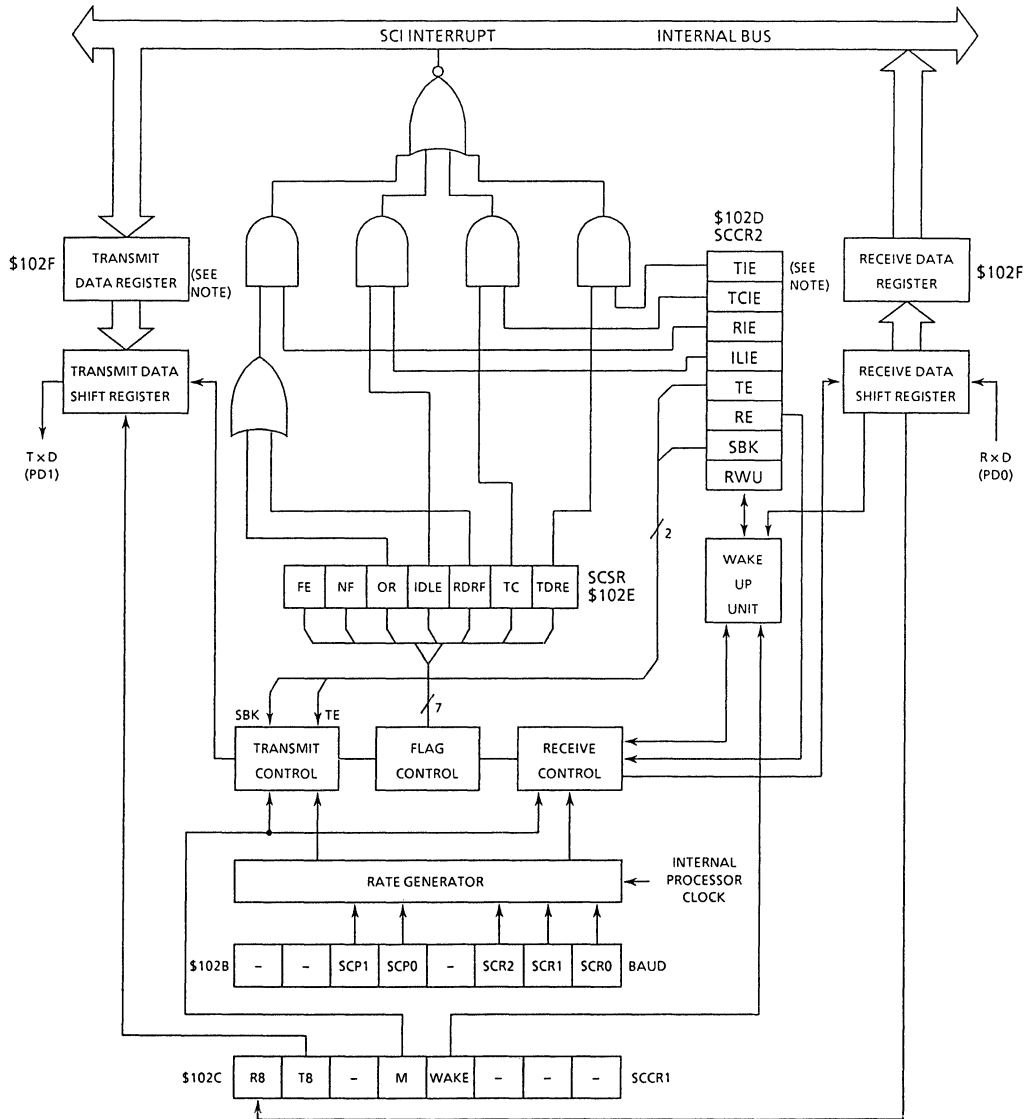 SCI INTERRUPT
INTERNAL BUS
$102F
TRANSMIT
DATA REGISTER
(SEE
NOTE)
TRANSMIT DATA
SHIFT REGISTER
T x D
(PD1)
$102D
SCCR2
TIE
TCIE
RIE
ILIE
TE
RE
SBK
RWU
(SEE
NOTE)
RECEIVE DATA
REGISTER
$102F
RECEIVE DATA
SHIFT REGISTER
R x D
(PD0)
2
WAKE
UP
UNIT
FE NF OR IDLE RDRF TC TDRE
SCSR
$102E
7
SBK TE
TRANSMIT
CONTROL
FLAG
CONTROL
RECEIVE
CONTROL
RATE GENERATOR
INTERNAL
PROCESSOR
CLOCK
$102B – – SCP1 SCP0 – SCR2 SCR1 SCR0 BAUD
$102C R8 T8 – M WAKE – – – SCCR1